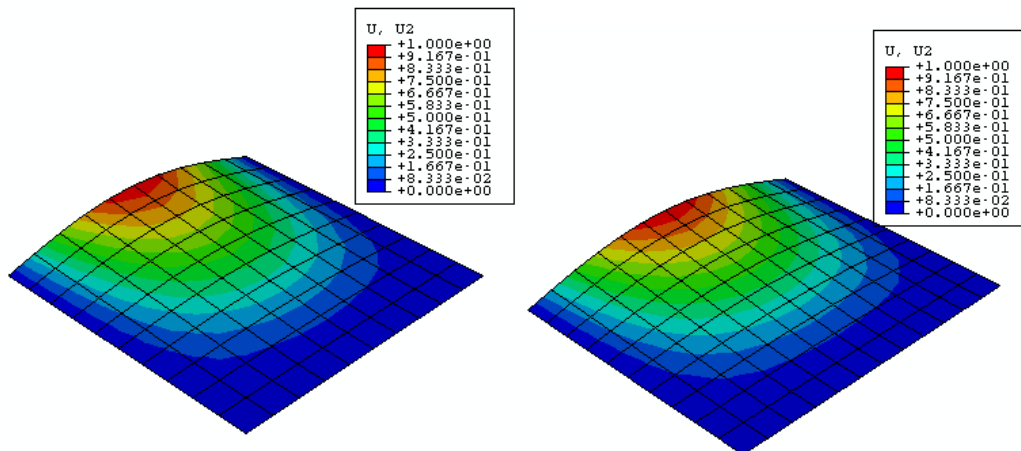 U, U2
+1.000e+00
+9.167e-01
+8.333e-01
+7.500e-01
+6.667e-01
+5.833e-01
+5.000e-01
+4.167e-01
+3.333e-01
+2.500e-01
+1.667e-01
+8.333e-02
+0.000e+00
U, U2
+1.000e+00
+9.167e-01
+8.333e-01
+7.500e-01
+6.667e-01
+5.833e-01
+5.000e-01
+4.167e-01
+3.333e-01
+2.500e-01
+1.667e-01
+8.333e-02
+0.000e+00